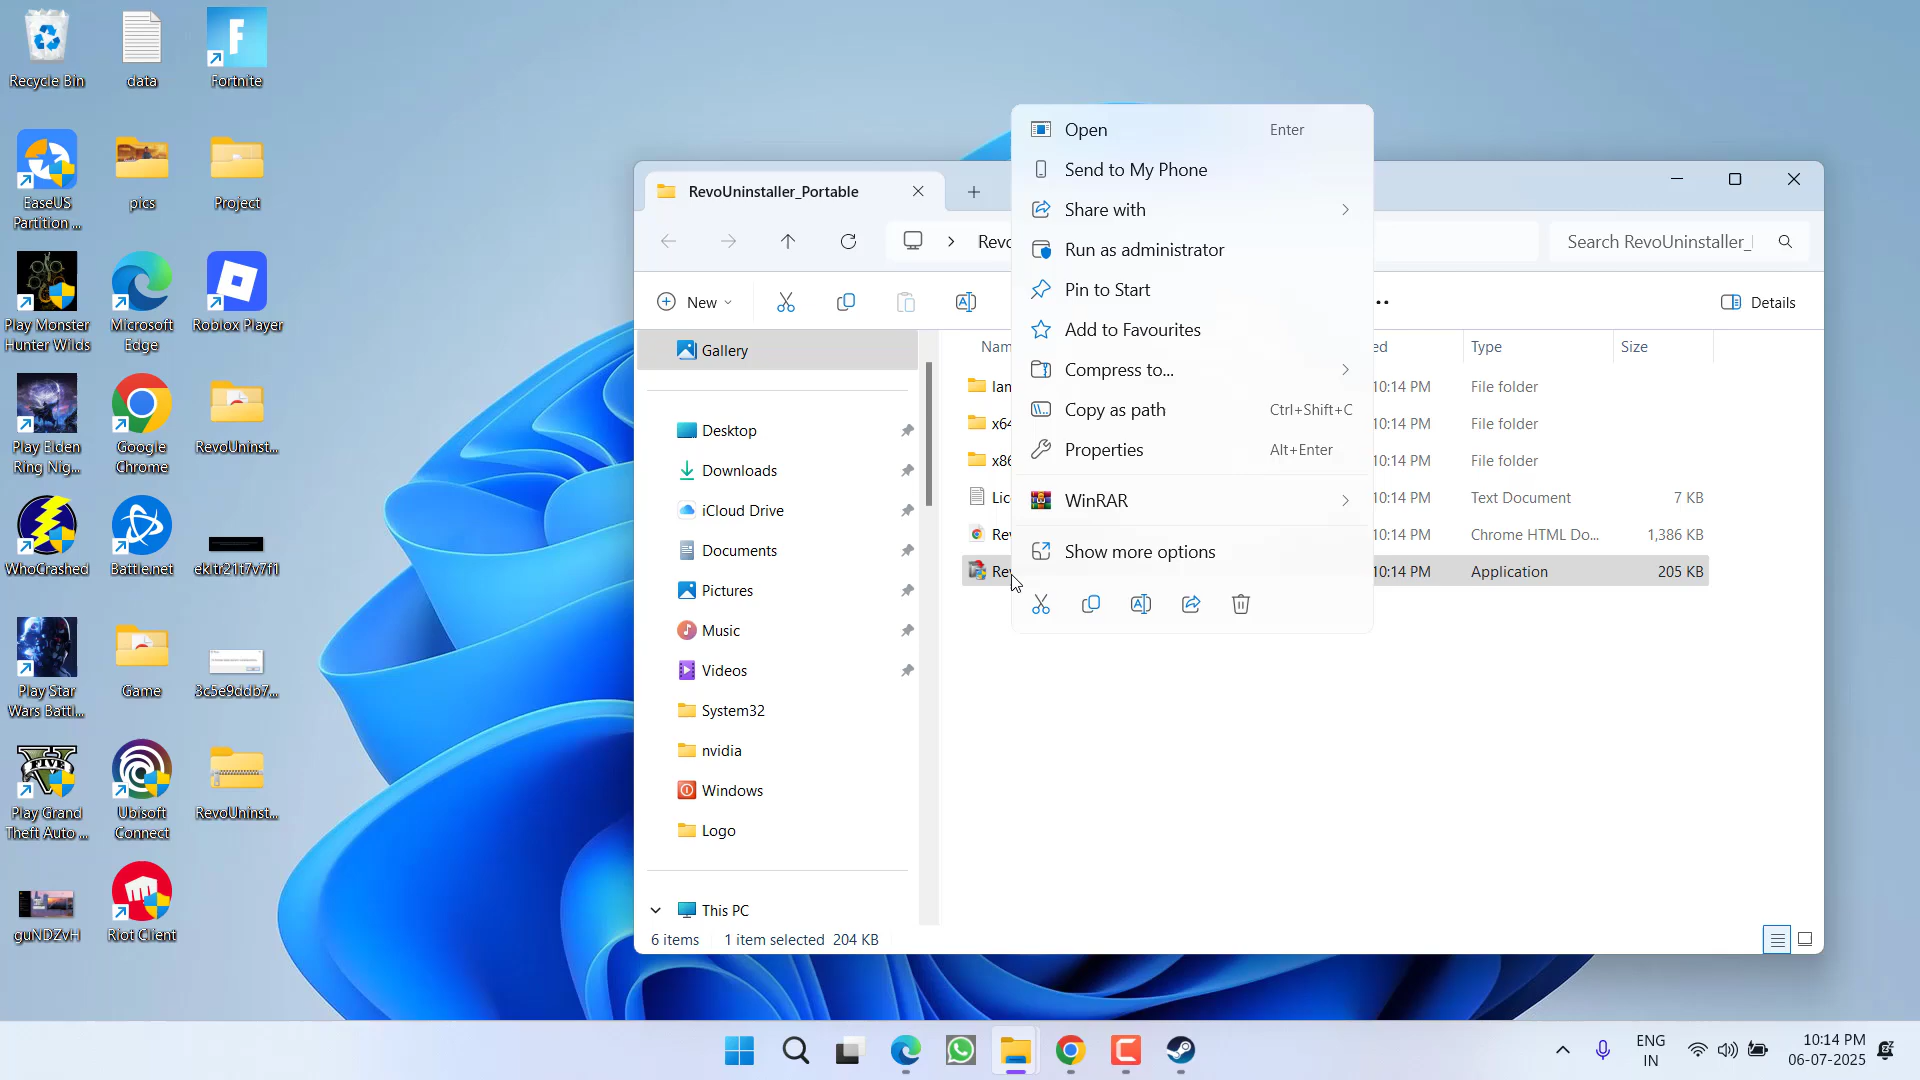 Recycle Bin
data
Fortnite
EaseUS
Partition ...
pics
Project
Play Monster
Hunter Wilds
Microsoft
Edge
Roblox Player
Play Elden
Ring Nig...
Google
Chrome
RevoUninst...
WhoCrashed
Battle.net
ekltr21t7v7f1
Play Star
Wars Battl...
Game
3c5e9ddb7...
Play Grand
Theft Auto ...
Ubisoft
Connect
RevoUninst...
guNDZvH
Riot Client
RevoUninstaller_Portable
Revo
Search RevoUninstaller_
New
Details
Gallery
Desktop
Downloads
iCloud Drive
Documents
Pictures
Music
Videos
System32
nvidia
Windows
Logo
This PC
6 items
1 item selected 204 KB
Nam
ed
Type
Size
lan
10:14 PM
File folder
x64
10:14 PM
File folder
x86
10:14 PM
File folder
Lic
10:14 PM
Text Document
7 KB
Rev
10:14 PM
Chrome HTML Do...
1,386 KB
Rev
10:14 PM
Application
205 KB
Open
Enter
Send to My Phone
Share with
Run as administrator
Pin to Start
Add to Favourites
Compress to...
Copy as path
Ctrl+Shift+C
Properties
Alt+Enter
WinRAR
Show more options
ENG
IN
10:14 PM
06-07-2025